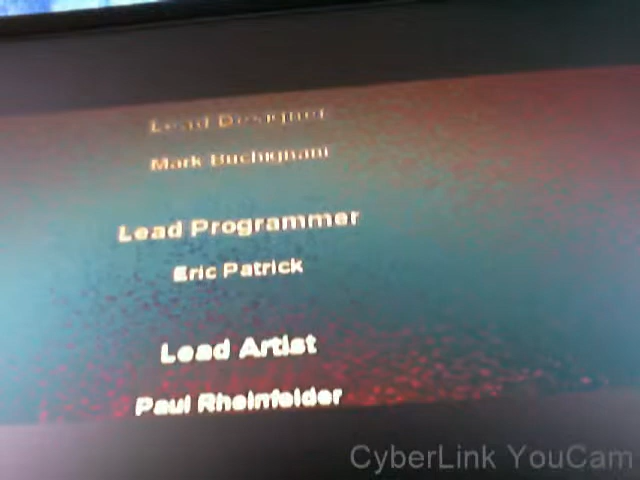 Lead Designer
Mark Buchignani
Lead Programmer
Eric Patrick
Lead Artist
Paul Rheinfelder
CyberLink YouCam